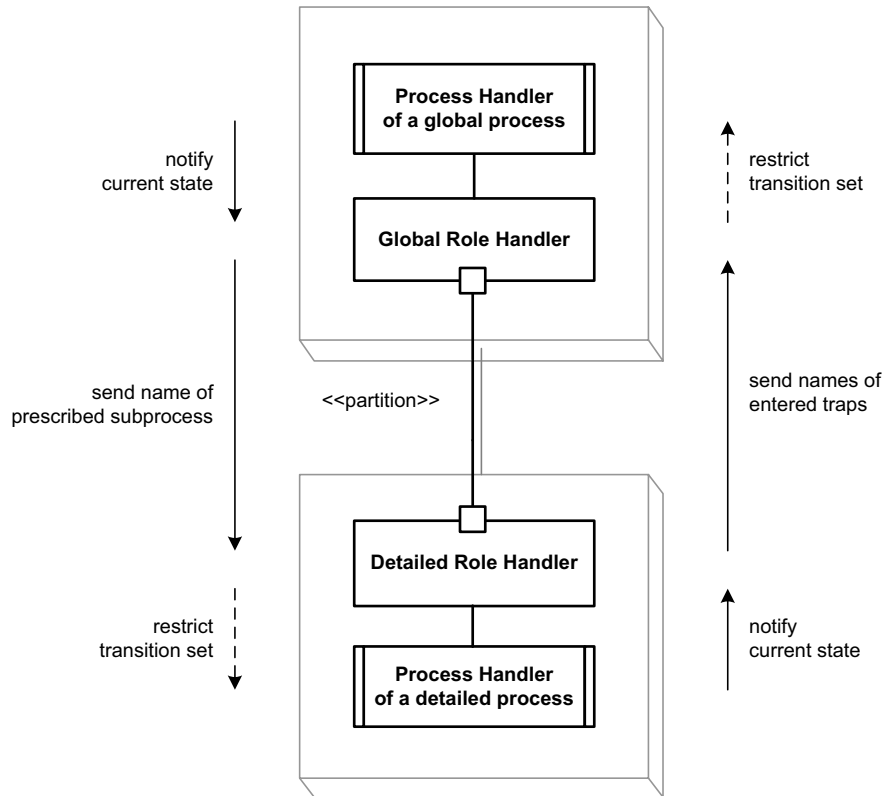 Process Handler
of a global process
notify
current state
restrict
transition set
Global Role Handler
send name of
prescribed subprocess
<<partition>>
send names of
entered traps
Detailed Role Handler
restrict
transition set
notify
current state
Process Handler
of a detailed process